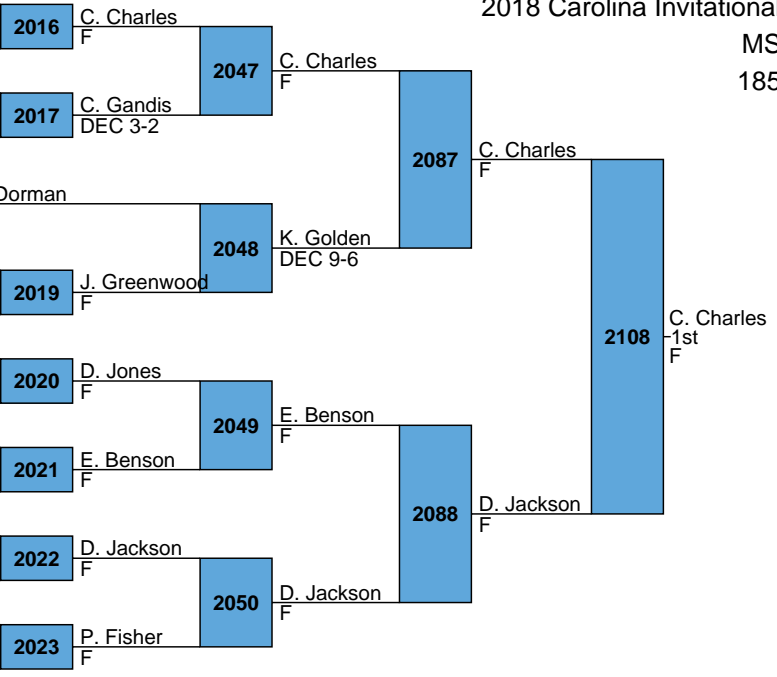 2018 Carolina Invitational
MS
185
2016
C. Charles
F
2047
C. Charles
F
2017
C. Gandis
DEC 3-2
2087
C. Charles
F
Dorman
2048
K. Golden
DEC 9-6
2019
J. Greenwood
F
2108
C. Charles
1st
F
2020
D. Jones
F
2049
E. Benson
F
2021
E. Benson
F
2088
D. Jackson
F
2022
D. Jackson
F
2050
D. Jackson
F
2023
P. Fisher
F